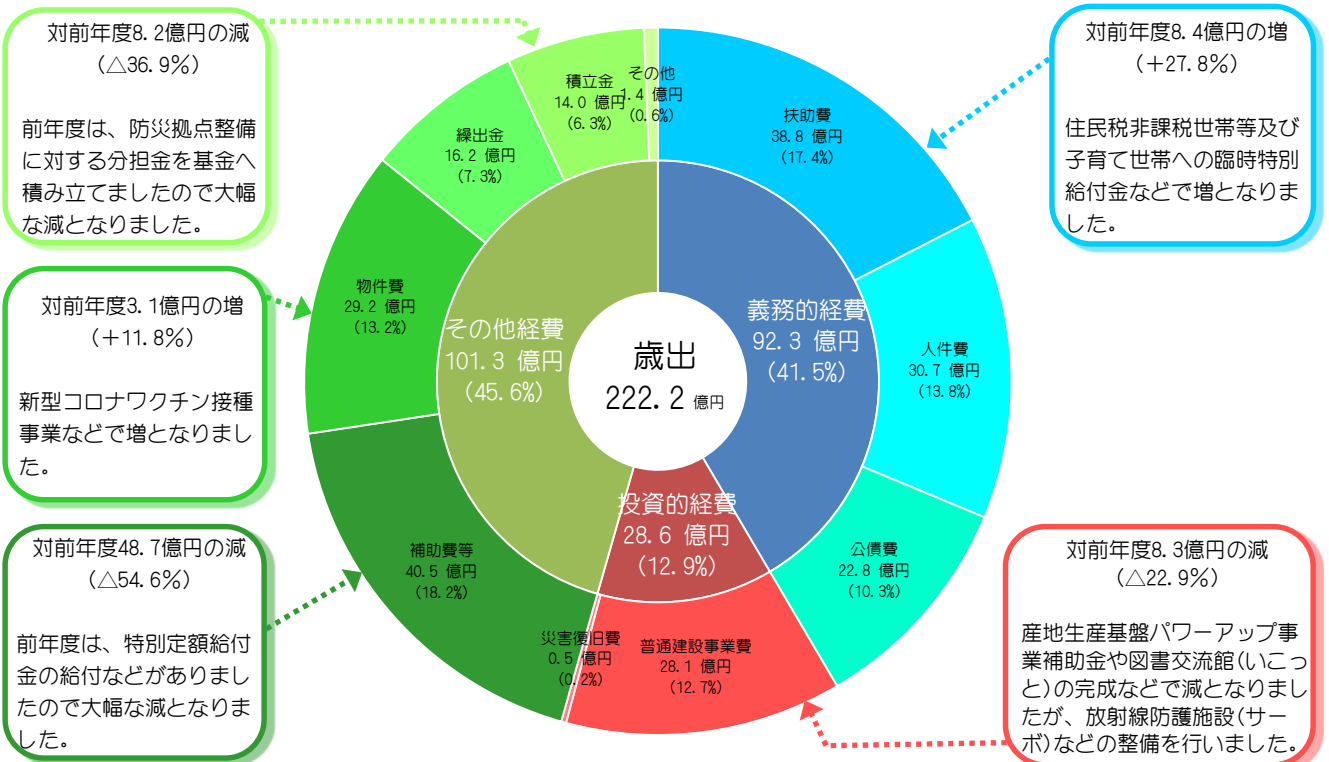 対前年度8.2億円の減
(△36.9%)
前年度は、防災拠点整備
に対する分担金を基金へ
積み立てましたので大幅
な減となりました。
対前年度3.1億円の増
(+11.8%)
新型コロナワクチン接種
事業などで増となりまし
た。
対前年度48.7億円の減
(△54.6%)
前年度は、特別定額給付
金の給付などがありまし
たので大幅な減となりま
した。
積立金
14.0 億円
(6.3%)
その他
1.4 億円
(0.6%)
繰出金
16.2 億円
(7.3%)
物件費
29.2 億円
(13.2%)
補助費等
40.5 億円
(18.2%)
災害復旧費
0.5 億円
(0.2%)
普通建設事業費
28.1 億円
(12.7%)
公債費
22.8 億円
(10.3%)
人件費
30.7 億円
(13.8%)
扶助費
38.8 億円
(17.4%)
その他経費
101.3 億円
(45.6%)
義務的経費
92.3 億円
(41.5%)
投資的経費
28.6 億円
(12.9%)
歳出
222.2 億円
対前年度8.4億円の増
(+27.8%)
住民税非課税世帯等及び
子育て世帯への臨時特別
給付金などで増となりま
した。
対前年度8.3億円の減
(△22.9%)
産地生産基盤パワーアップ事
業補助金や図書交流館(いこっ
と)の完成などで減となりまし
たが、放射線防護施設(サー
ボ)などの整備を行いました。